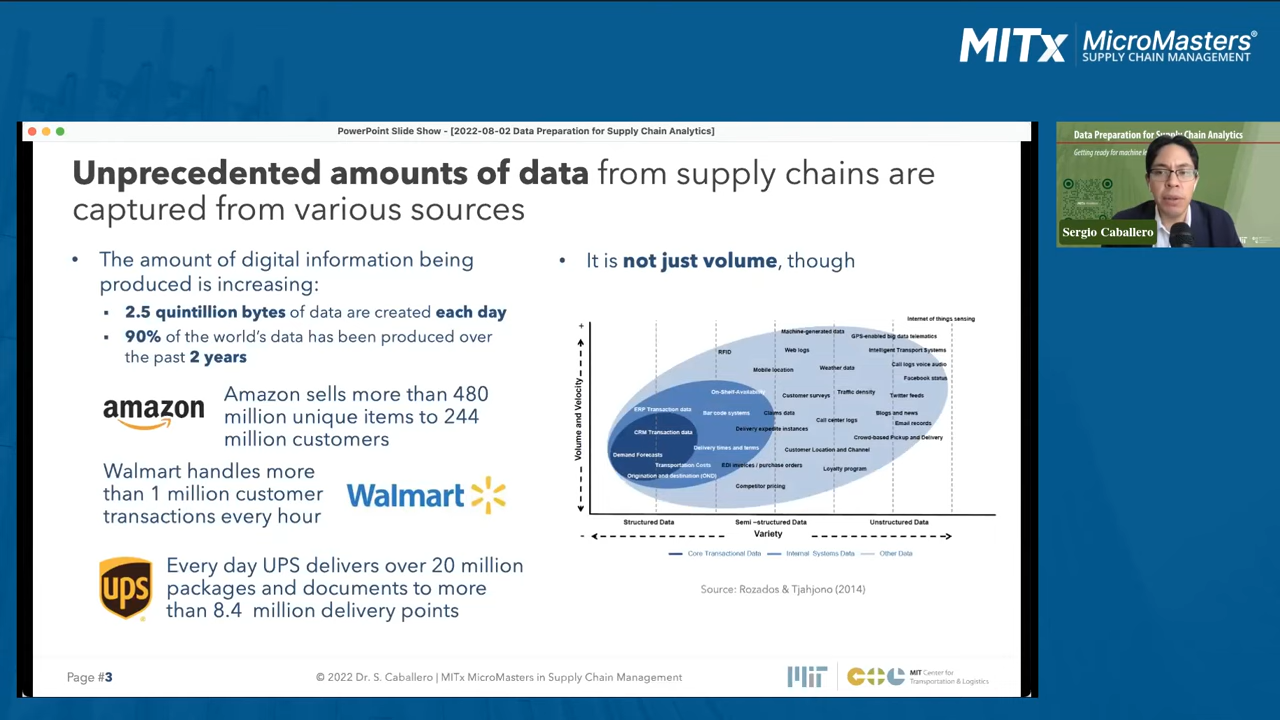 MITx MicroMasters®
SUPPLY CHAIN MANAGEMENT
PowerPoint Slide Show - [2022-08-02 Data Preparation for Supply Chain Analytics]
Unprecedented amounts of data from supply chains are
captured from various sources
• The amount of digital information being
produced is increasing:
▪ 2.5 quintillion bytes of data are created each day
▪ 90% of the world's data has been produced over
the past 2 years
amazon
Amazon sells more than 480
million unique items to 244
million customers
Walmart handles more
than 1 million customer
transactions every hour
Walmart
ups
Every day UPS delivers over 20 million
packages and documents to more
than 8.4 million delivery points
• It is not just volume, though
Internet of things sensing
+
Machine-generated data
GPS-enabled big data telematics
RFID
Web logs
Intelligent Transport Systems
Call logs voice audio
Mobile location
Weather data
Facebook status
On-Shelf-Availability
Customer surveys
Traffic density
Twitter feeds
ERP Transaction data
Bar code systems
Claims data
Blogs and news
Call center logs
Email records
CRM Transaction data
Delivery expedite instances
Crowd-based Pickup and Delivery
Delivery times and terms
Customer Location and Channel
Demand Forecasts
Transportation Costs
EDI invoices / purchase orders
Loyalty program
Origination and destination (OND)
Competitor pricing
Volume and Velocity
Structured Data
Semi –structured Data
Unstructured Data
-
Variety
+
Core Transactional Data
Internal Systems Data
Other Data
Source: Rozados & Tjahjono (2014)
Page #3
© 2022 Dr. S. Caballero | MITx MicroMasters in Supply Chain Management
MIT
CTL
MIT Center for
Transportation & Logistics
Data Preparation for Supply Chain Analytics
Getting ready for machine
Sergio Caballero